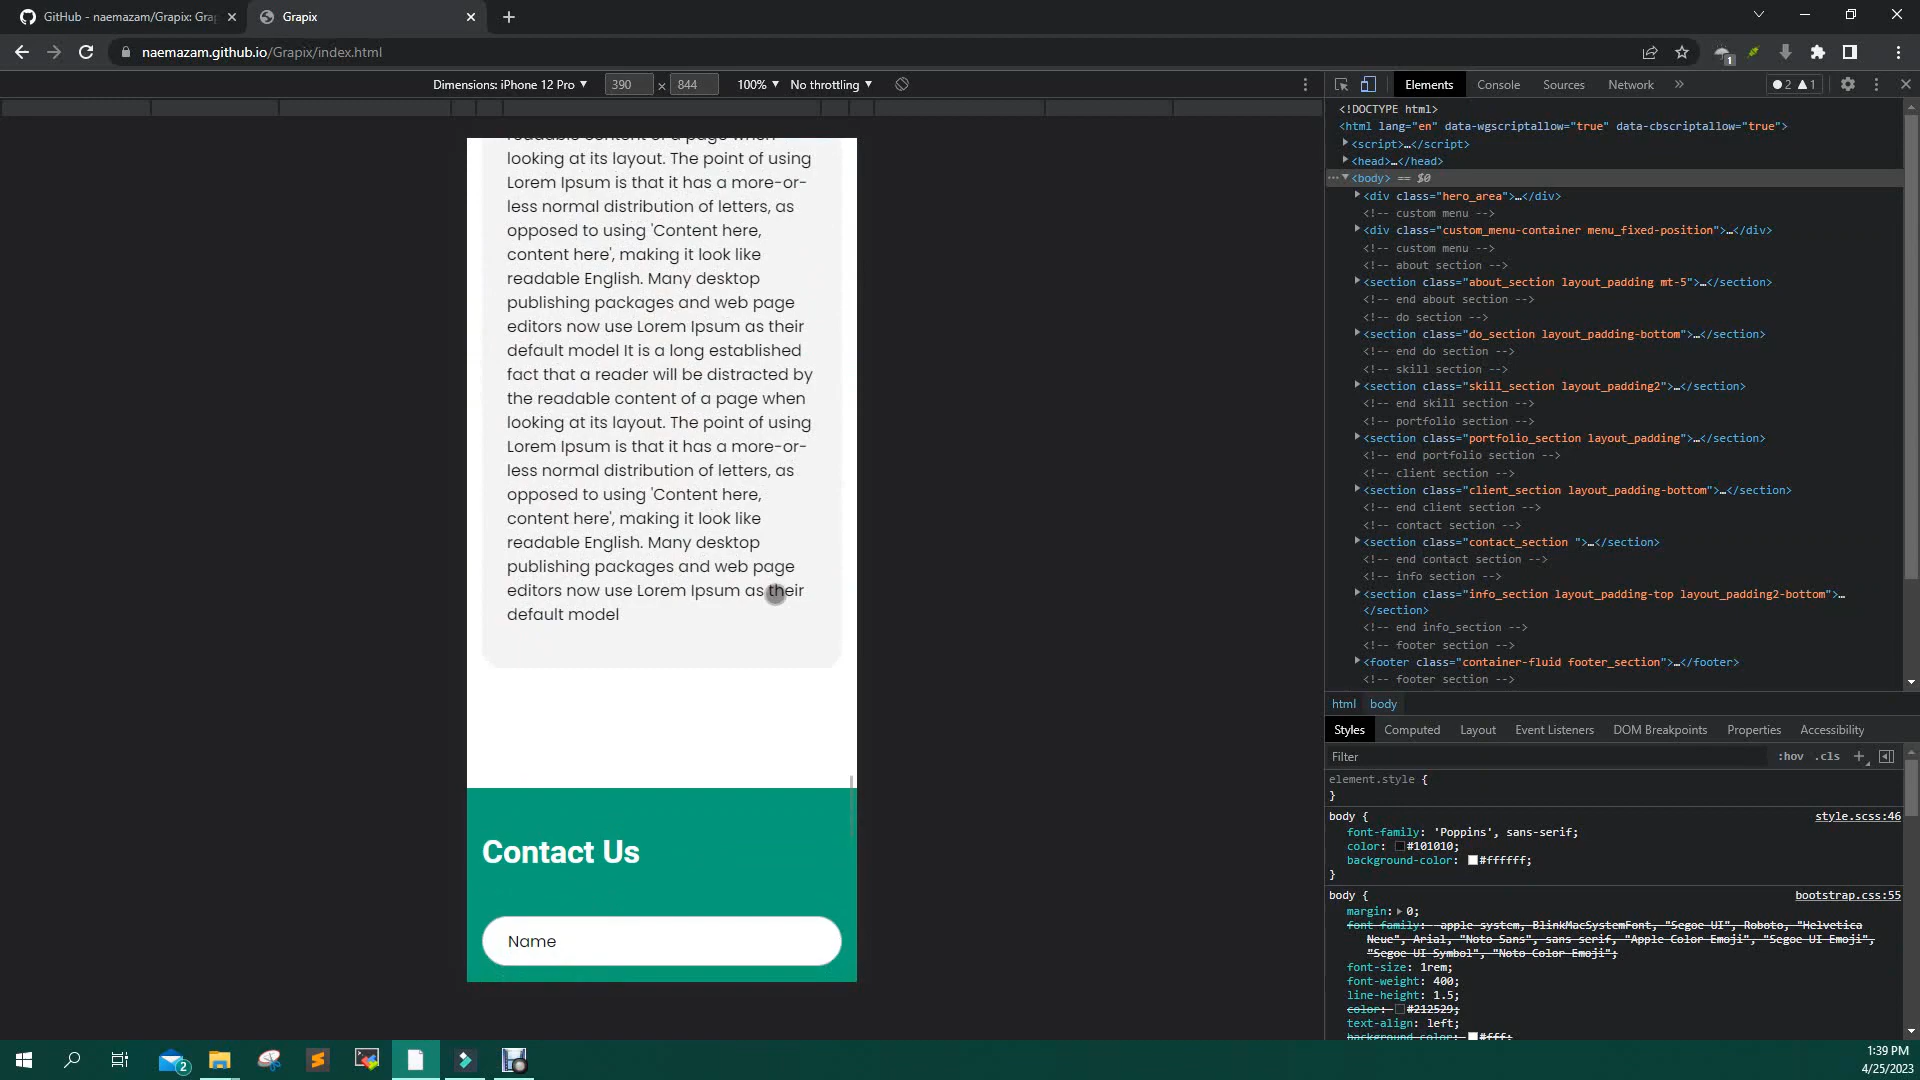 GitHub - naemazam/Grapix: Gra
Grapix
naemazam.github.io/Grapix/index.html
1
Dimensions: iPhone 12 Pro
390
×
844
100%
No throttling
Elements
Console
Sources
Network
»
2
1
readable content of a page when
looking at its layout. The point of using
Lorem Ipsum is that it has a more-or-
less normal distribution of letters, as
opposed to using 'Content here,
content here', making it look like
readable English. Many desktop
publishing packages and web page
editors now use Lorem Ipsum as their
default model It is a long established
fact that a reader will be distracted by
the readable content of a page when
looking at its layout. The point of using
Lorem Ipsum is that it has a more-or-
less normal distribution of letters, as
opposed to using 'Content here,
content here', making it look like
readable English. Many desktop
publishing packages and web page
editors now use Lorem Ipsum as their
default model
Contact Us
Name
<!DOCTYPE html>
<html lang="en" data-wgscriptallow="true" data-cbscriptallow="true">
<script>…</script>
<head>…</head>
<body> == $0
<div class="hero_area">…</div>
<!-- custom menu -->
<div class="custom_menu-container menu_fixed-position">…</div>
<!-- custom menu -->
<!-- about section -->
<section class="about_section layout_padding mt-5">…</section>
<!-- end about section -->
<!-- do section -->
<section class="do_section layout_padding-bottom">…</section>
<!-- end do section -->
<!-- skill section -->
<section class="skill_section layout_padding2">…</section>
<!-- end skill section -->
<!-- portfolio section -->
<section class="portfolio_section layout_padding">…</section>
<!-- end portfolio section -->
<!-- client section -->
<section class="client_section layout_padding-bottom">…</section>
<!-- end client section -->
<!-- contact section -->
<section class="contact_section ">…</section>
<!-- end contact section -->
<!-- info section -->
<section class="info_section layout_padding-top layout_padding2-bottom">…
</section>
<!-- end info_section -->
<!-- footer section -->
<footer class="container-fluid footer_section">…</footer>
<!-- footer section -->
html
body
Styles
Computed
Layout
Event Listeners
DOM Breakpoints
Properties
Accessibility
Filter
:hov
.cls
element.style {
}
body {
style.scss:46
font-family: 'Poppins', sans-serif;
color: #101010;
background-color: #ffffff;
}
body {
bootstrap.css:55
margin: 0;
font-family: -apple-system, BlinkMacSystemFont, "Segoe UI", Roboto, "Helvetica
Neue", Arial, "Noto Sans", sans-serif, "Apple Color Emoji", "Segoe UI Emoji",
"Segoe UI Symbol", "Noto Color Emoji";
font-size: 1rem;
font-weight: 400;
line-height: 1.5;
color: #212529;
text-align: left;
background-color: #fff;
2
1:39 PM
4/25/2023